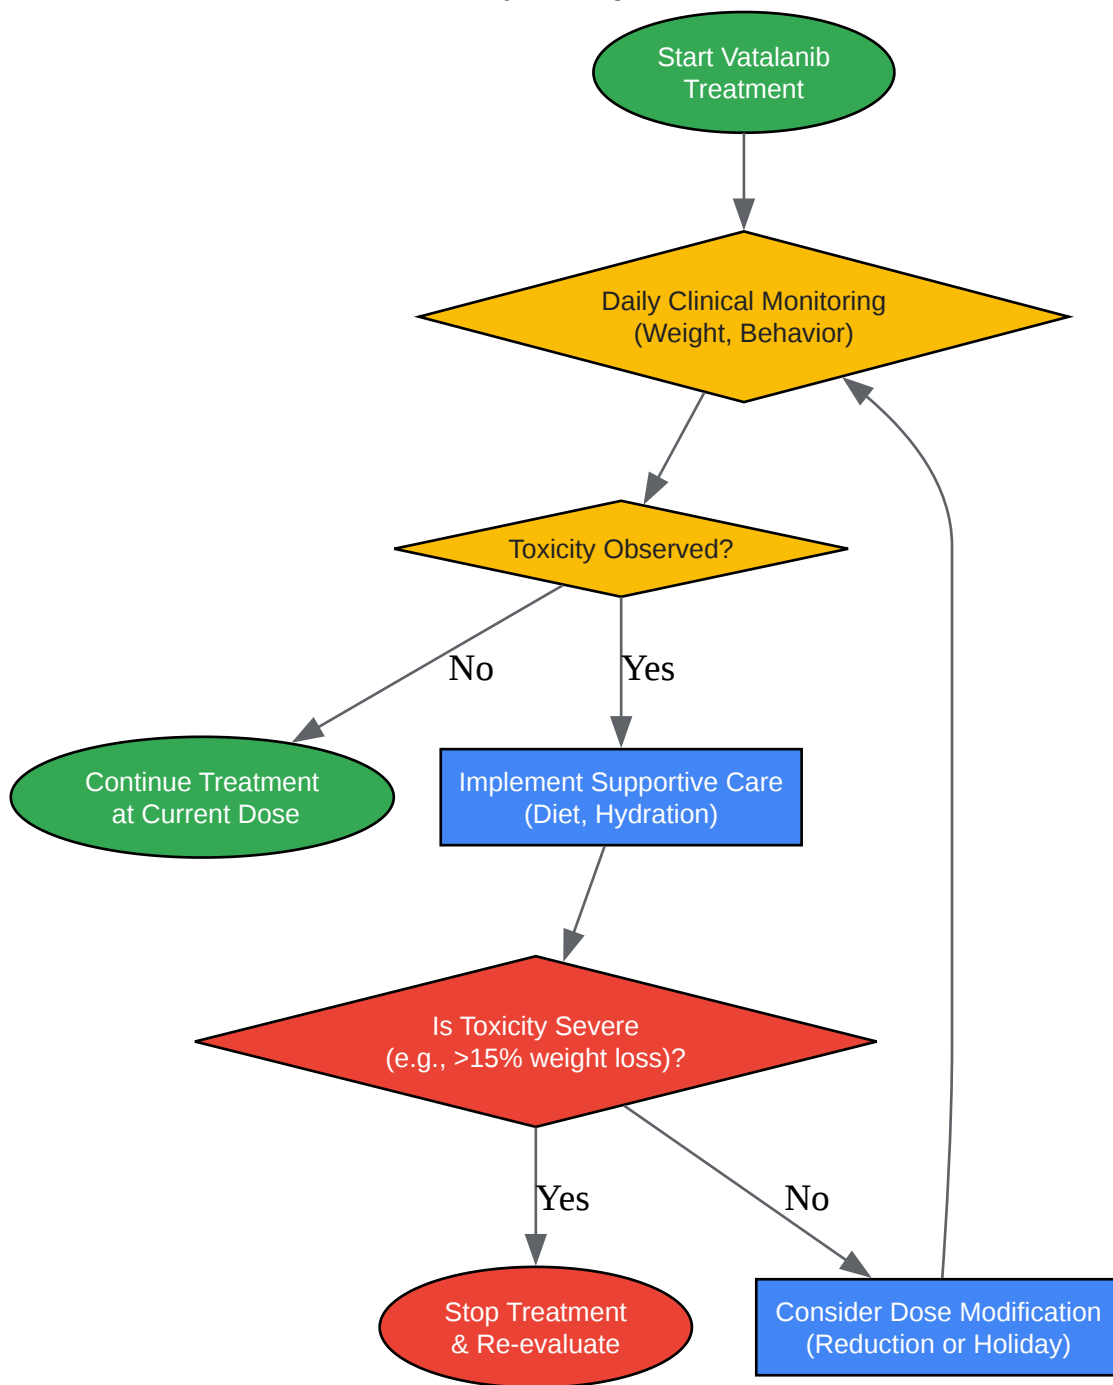 Start Vatalanib
Treatment
Daily Clinical Monitoring
(Weight, Behavior)
Toxicity Observed?
No
Yes
Continue Treatment
at Current Dose
Implement Supportive Care
(Diet, Hydration)
Is Toxicity Severe
(e.g., >15% weight loss)?
Yes
No
Stop Treatment
& Re-evaluate
Consider Dose Modification
(Reduction or Holiday)